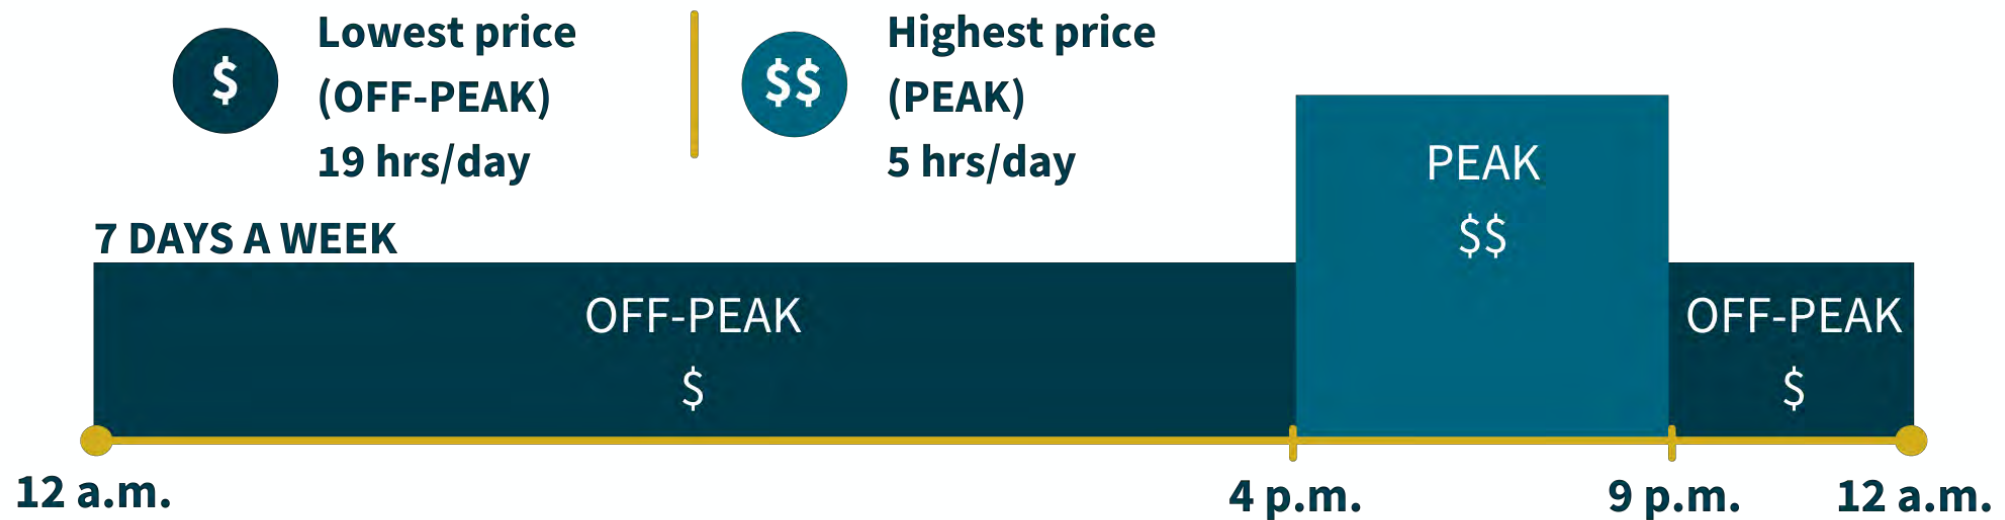 $
Lowest price
(OFF-PEAK)
19 hrs/day
$$
Highest price
(PEAK)
5 hrs/day
7 DAYS A WEEK
OFF-PEAK
$
PEAK
$$
OFF-PEAK
$
12 a.m.
4 p.m.
9 p.m.
12 a.m.